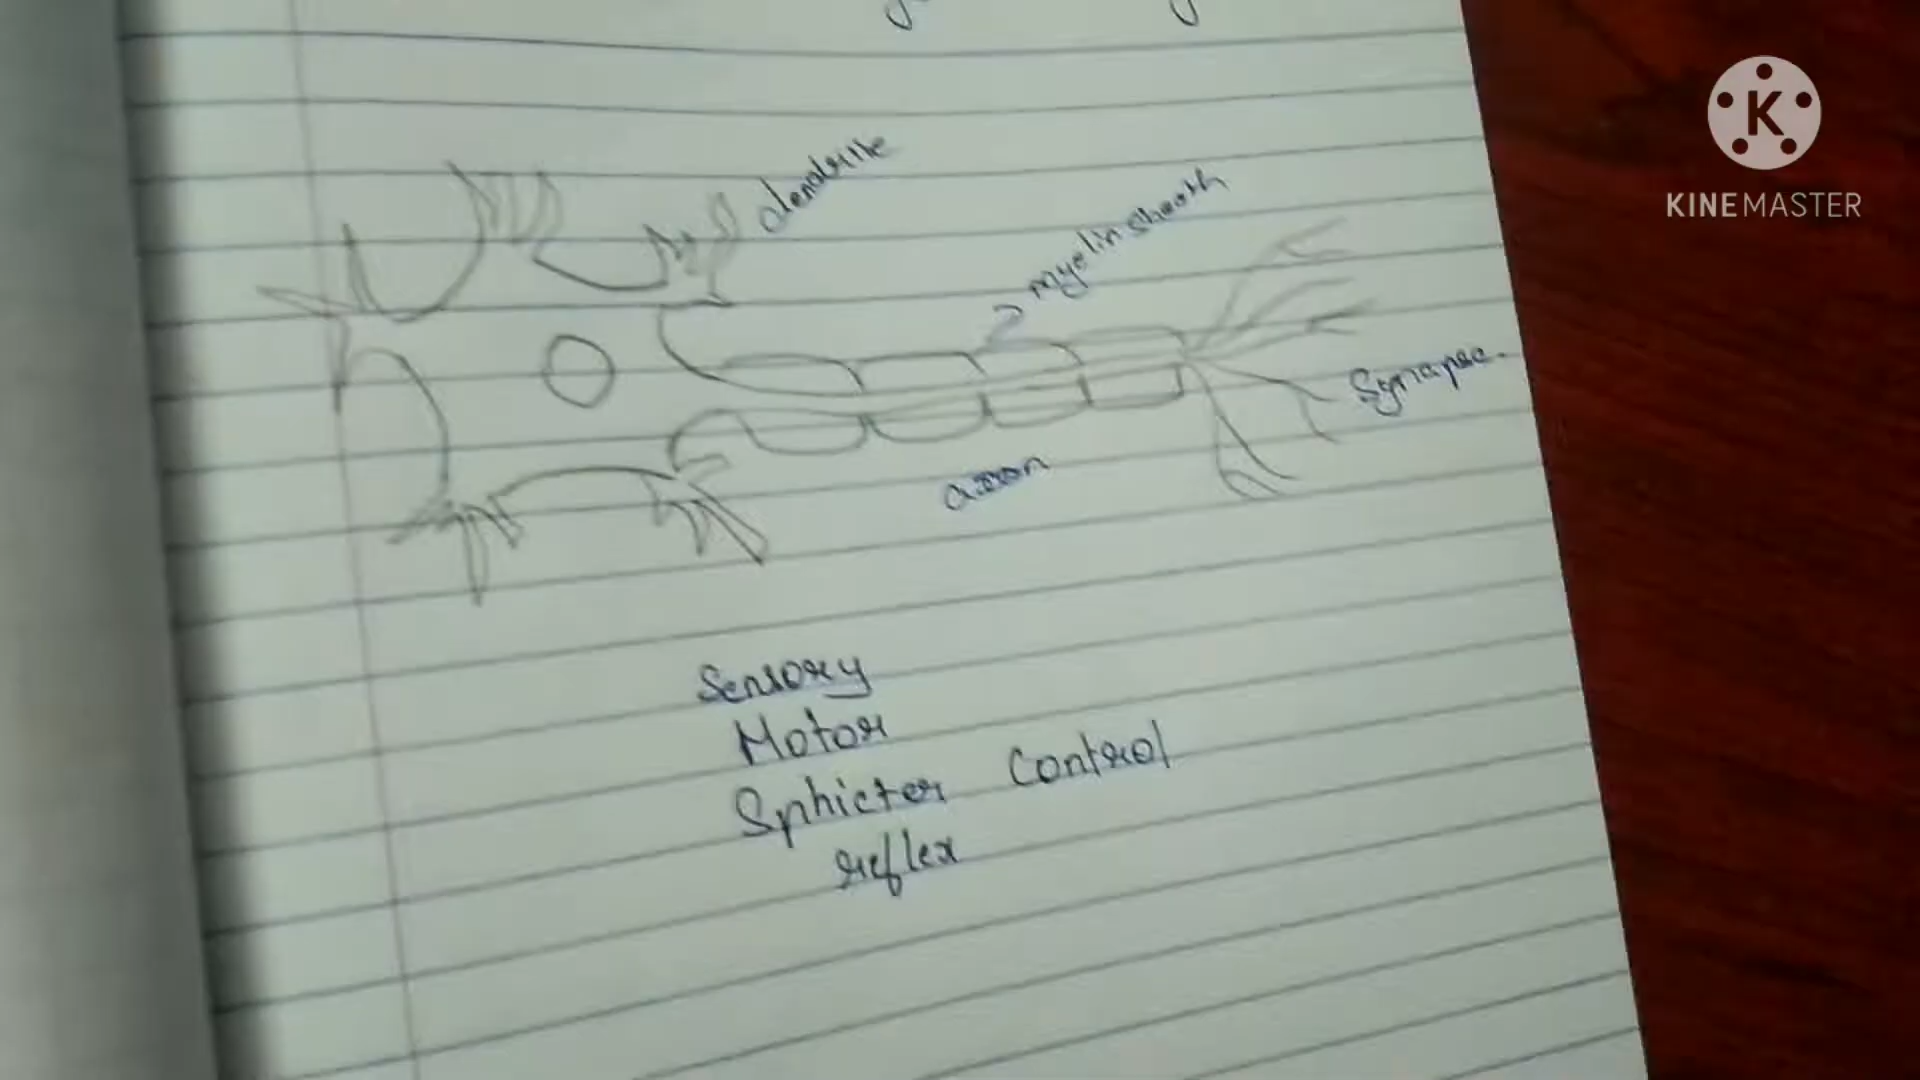 dendrite
myelin sheath
Synapse.
axon
Sensory
Motor
Sphicter Control
reflex
K
KINEMASTER